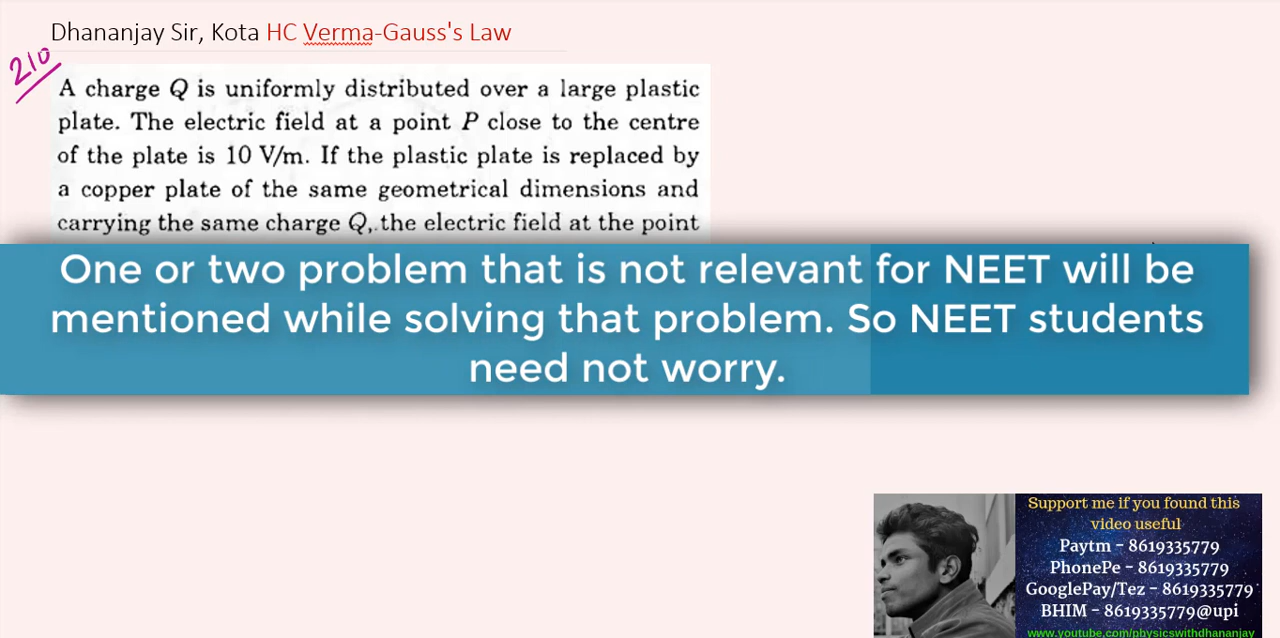 Dhananjay Sir, Kota HC Verma-Gauss's Law
210
A charge Q is uniformly distributed over a large plastic
plate. The electric field at a point P close to the centre
of the plate is 10 V/m. If the plastic plate is replaced by
a copper plate of the same geometrical dimensions and
carrying the same charge Q, the electric field at the point
One or two problem that is not relevant for NEET will be
mentioned while solving that problem. So NEET students
need not worry.
Support me if you found this
video useful
Paytm - 8619335779
PhonePe - 8619335779
GooglePay/Tez - 8619335779
BHIM - 8619335779@upi
www.youtube.com/physicswithdhananjay